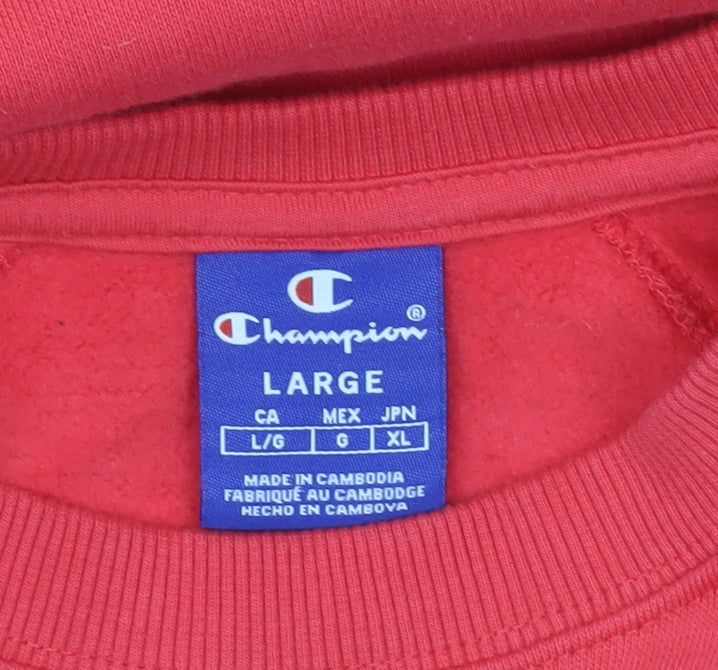 Champion®
LARGE
CA MEX JPN
L/G G XL
MADE IN CAMBODIA
FABRIQUÉ AU CAMBODGE
HECHO EN CAMBOYA